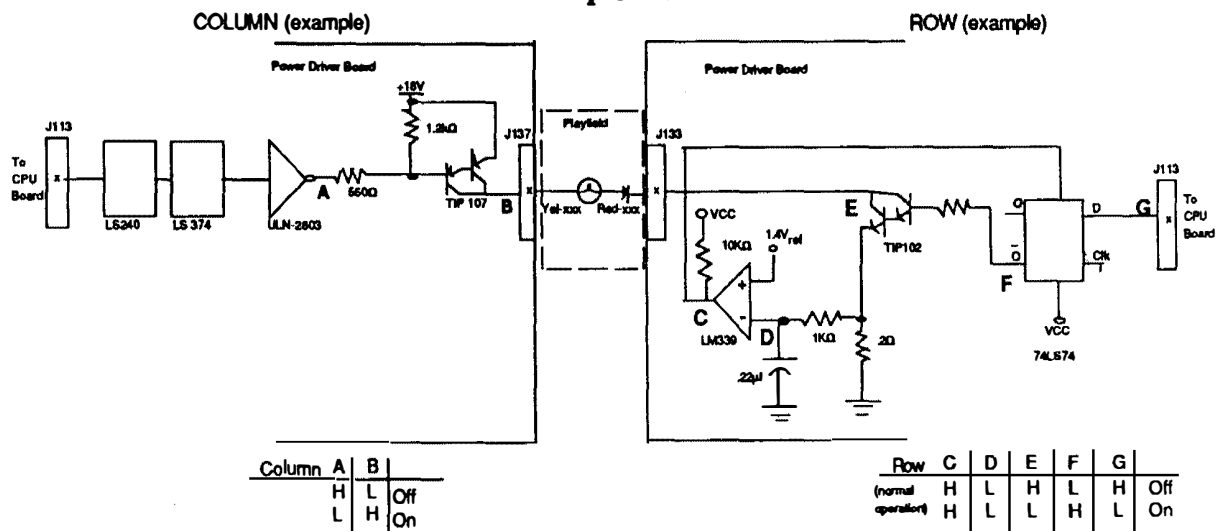 COLUMN (example)
ROW (example)
Power Driver Board
Power Driver Board
+18V
1.2kΩ
J113
To
CPU
Board
x
LS240
LS 374
ULN-2803
A
560Ω
TIP 107
B
J137
x
Playfield
Yel-xxx
Red-xxx
J133
x
VCC
10KΩ
1.4Vref
+
-
C
LM339
D
1KΩ
.22µf
.2Ω
E
TIP102
F
Q
Q
D
Clk
VCC
74LS74
G
J113
x
To
CPU
Board
Column A B
H L Off
L H On
Row C D E F G
(normal H L H L H Off
operation) H L L H L On